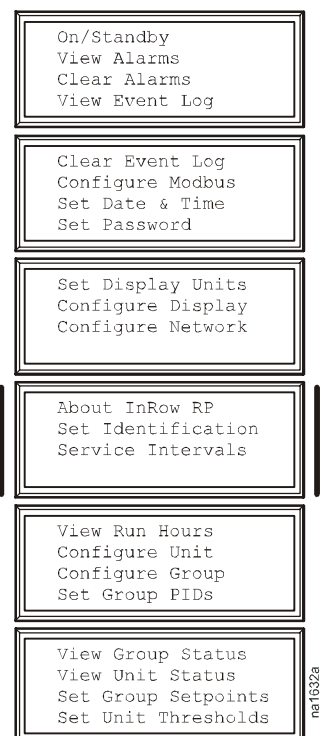 On/Standby
View Alarms
Clear Alarms
View Event Log
Clear Event Log
Configure Modbus
Set Date & Time
Set Password
Set Display Units
Configure Display
Configure Network
About InRow RP
Set Identification
Service Intervals
View Run Hours
Configure Unit
Configure Group
Set Group PIDs
View Group Status
View Unit Status
Set Group Setpoints
Set Unit Thresholds
na1632a